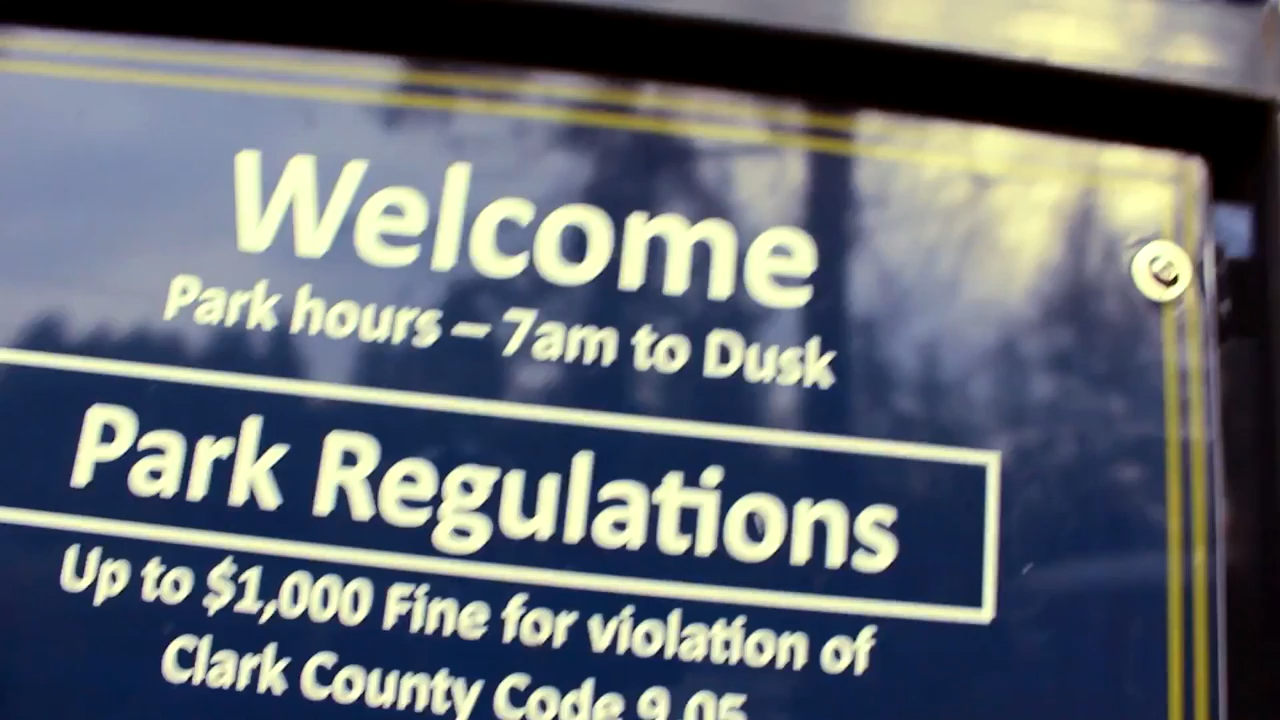 Welcome
Park hours – 7am to Dusk
Park Regulations
Up to $1,000 Fine for violation of
Clark County Code 9.05